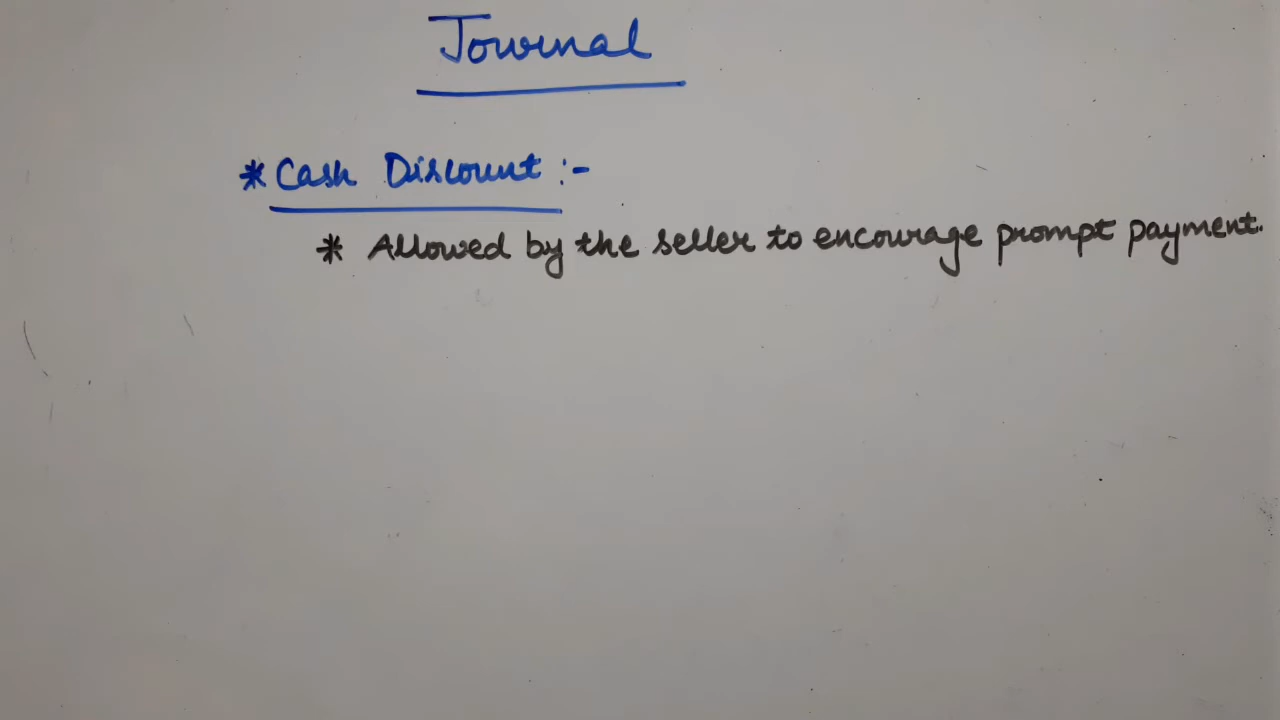 Journal
* Cash Discount :-
* Allowed by the seller to encourage prompt payment.